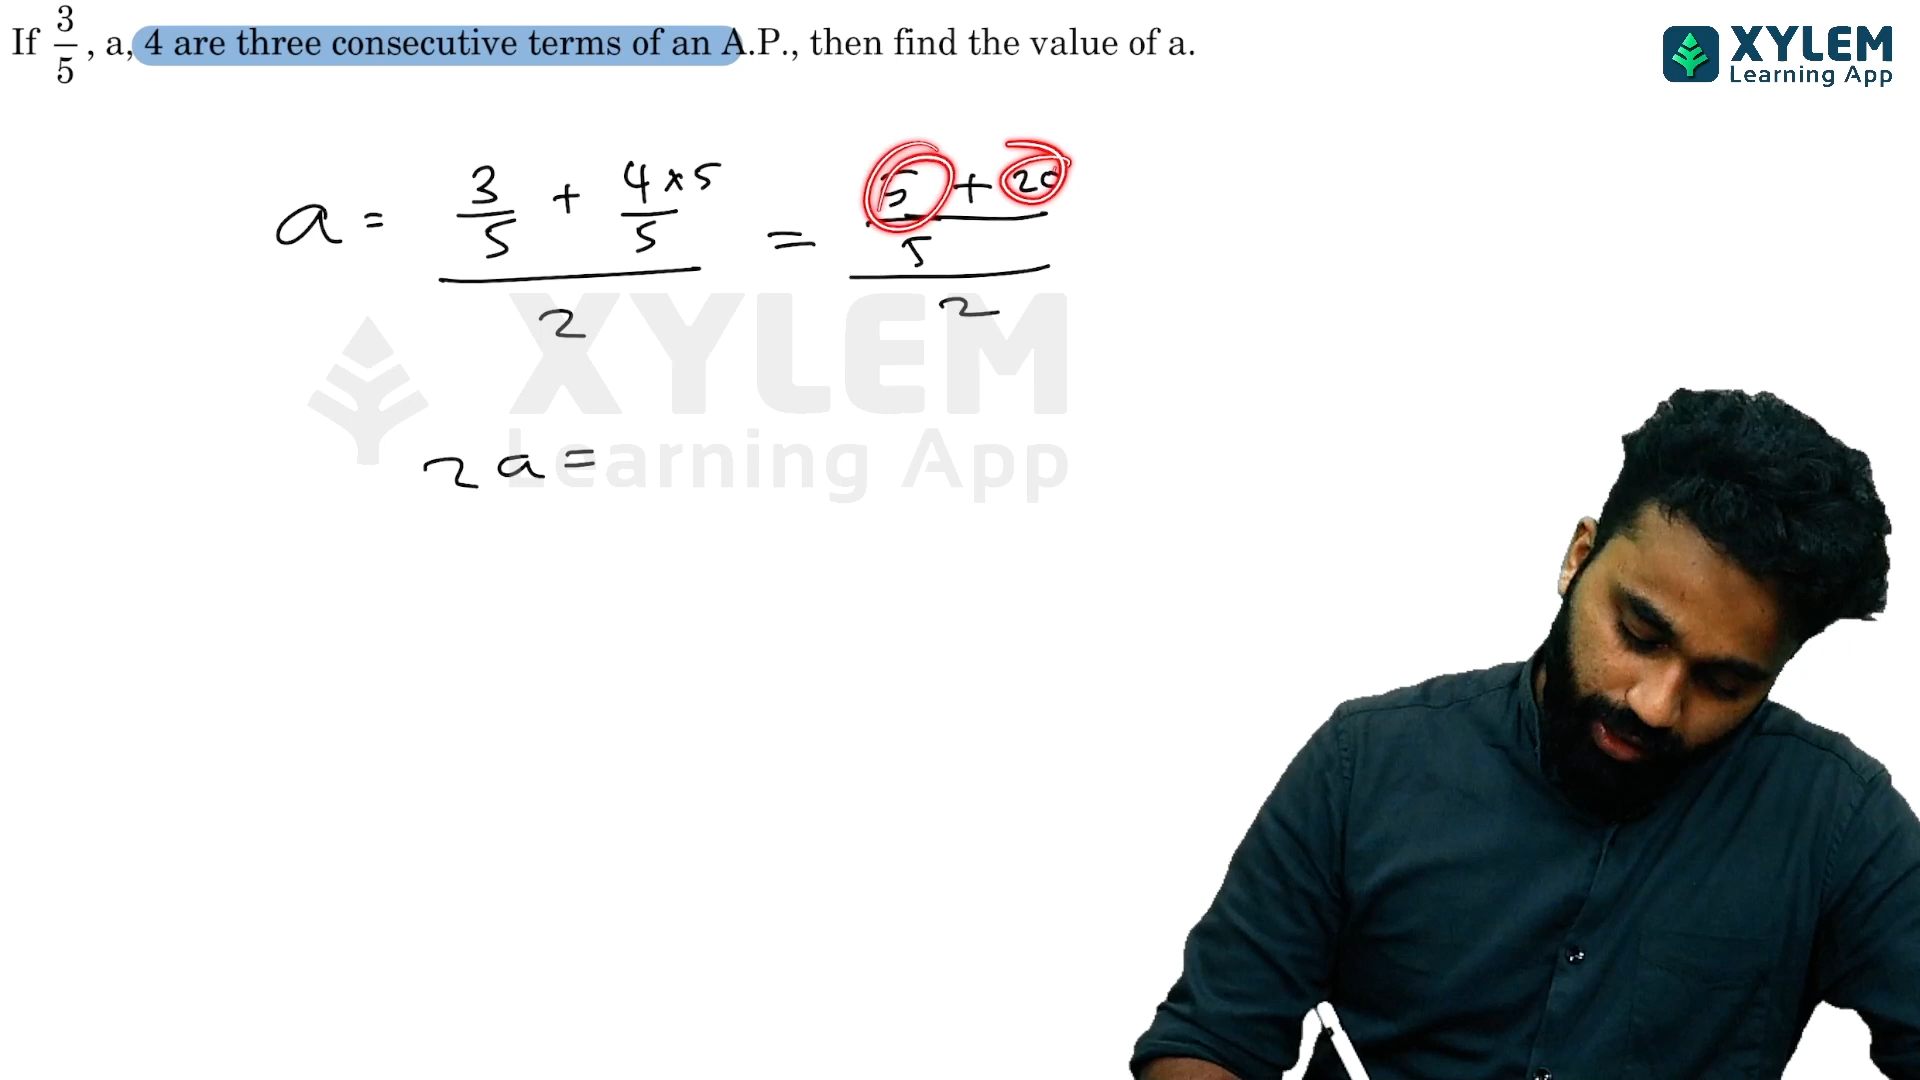 If 3/5, a, 4 are three consecutive terms of an A.P., then find the value of a.
XYLEM
Learning App
a = (3/5 + 4×5/5)/2 = ((5 + 20)/5)/2
XYLEM
Learning App
2a =